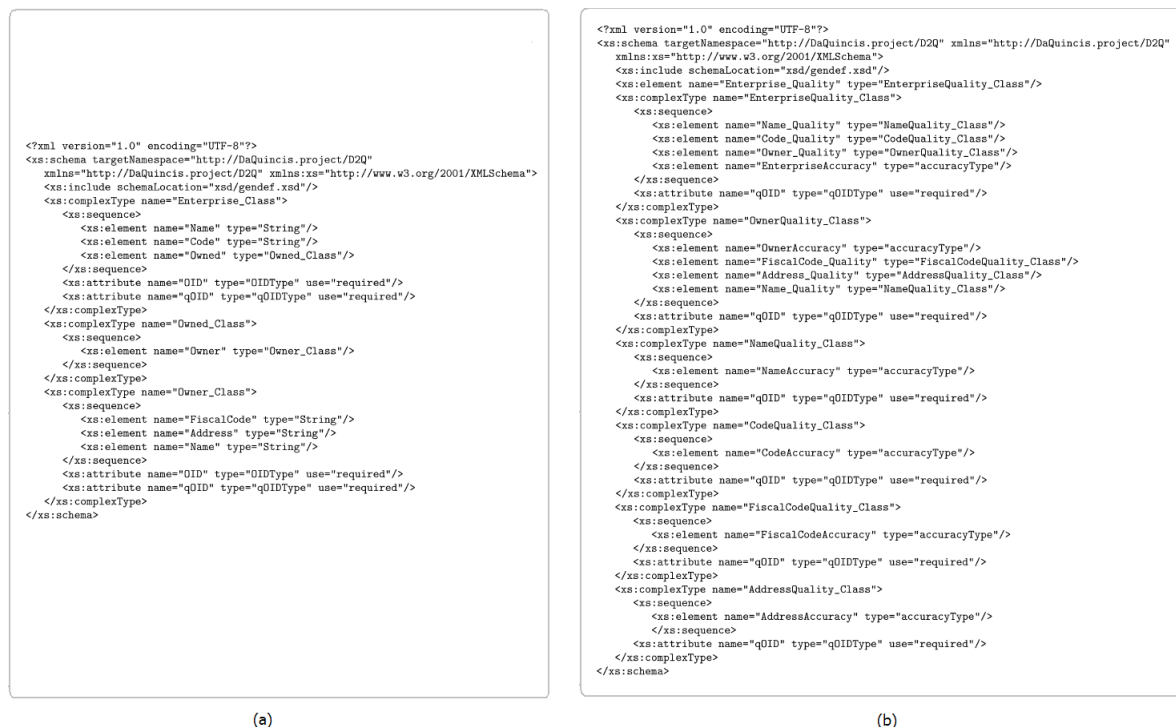 <?xml version="1.0" encoding="UTF-8"?>
<xs:schema targetNamespace="http://DaQuincis.project/D2Q"
xmlns="http://DaQuincis.project/D2Q" xmlns:xs="http://www.w3.org/2001/XMLSchema">
<xs:include schemaLocation="xsd/gendef.xsd"/>
<xs:complexType name="Enterprise_Class">
<xs:sequence>
<xs:element name="Name" type="String"/>
<xs:element name="Code" type="String"/>
<xs:element name="Owned" type="Owned_Class"/>
</xs:sequence>
<xs:attribute name="OID" type="OIDType" use="required"/>
<xs:attribute name="qOID" type="qOIDType" use="required"/>
</xs:complexType>
<xs:complexType name="Owned_Class">
<xs:sequence>
<xs:element name="Owner" type="Owner_Class"/>
</xs:sequence>
</xs:complexType>
<xs:complexType name="Owner_Class">
<xs:sequence>
<xs:element name="FiscalCode" type="String"/>
<xs:element name="Address" type="String"/>
<xs:element name="Name" type="String"/>
</xs:sequence>
<xs:attribute name="OID" type="OIDType" use="required"/>
<xs:attribute name="qOID" type="qOIDType" use="required"/>
</xs:complexType>
</xs:schema>
(a)
<?xml version="1.0" encoding="UTF-8"?>
<xs:schema targetNamespace="http://DaQuincis.project/D2Q" xmlns="http://DaQuincis.project/D2Q"
xmlns:xs="http://www.w3.org/2001/XMLSchema">
<xs:include schemaLocation="xsd/gendef.xsd"/>
<xs:element name="Enterprise_Quality" type="EnterpriseQuality_Class"/>
<xs:complexType name="EnterpriseQuality_Class">
<xs:sequence>
<xs:element name="Name_Quality" type="NameQuality_Class"/>
<xs:element name="Code_Quality" type="CodeQuality_Class"/>
<xs:element name="Owner_Quality" type="OwnerQuality_Class"/>
<xs:element name="EnterpriseAccuracy" type="accuracyType"/>
</xs:sequence>
<xs:attribute name="qOID" type="qOIDType" use="required"/>
</xs:complexType>
<xs:complexType name="OwnerQuality_Class">
<xs:sequence>
<xs:element name="OwnerAccuracy" type="accuracyType"/>
<xs:element name="FiscalCode_Quality" type="FiscalCodeQuality_Class"/>
<xs:element name="Address_Quality" type="AddressQuality_Class"/>
<xs:element name="Name_Quality" type="NameQuality_Class"/>
</xs:sequence>
<xs:attribute name="qOID" type="qOIDType" use="required"/>
</xs:complexType>
<xs:complexType name="NameQuality_Class">
<xs:sequence>
<xs:element name="NameAccuracy" type="accuracyType"/>
</xs:sequence>
<xs:attribute name="qOID" type="qOIDType" use="required"/>
</xs:complexType>
<xs:complexType name="CodeQuality_Class">
<xs:sequence>
<xs:element name="CodeAccuracy" type="accuracyType"/>
</xs:sequence>
<xs:attribute name="qOID" type="qOIDType" use="required"/>
</xs:complexType>
<xs:complexType name="FiscalCodeQuality_Class">
<xs:sequence>
<xs:element name="FiscalCodeAccuracy" type="accuracyType"/>
</xs:sequence>
<xs:attribute name="qOID" type="qOIDType" use="required"/>
</xs:complexType>
<xs:complexType name="AddressQuality_Class">
<xs:sequence>
<xs:element name="AddressAccuracy" type="accuracyType"/>
</xs:sequence>
<xs:attribute name="qOID" type="qOIDType" use="required"/>
</xs:complexType>
</xs:schema>
(b)